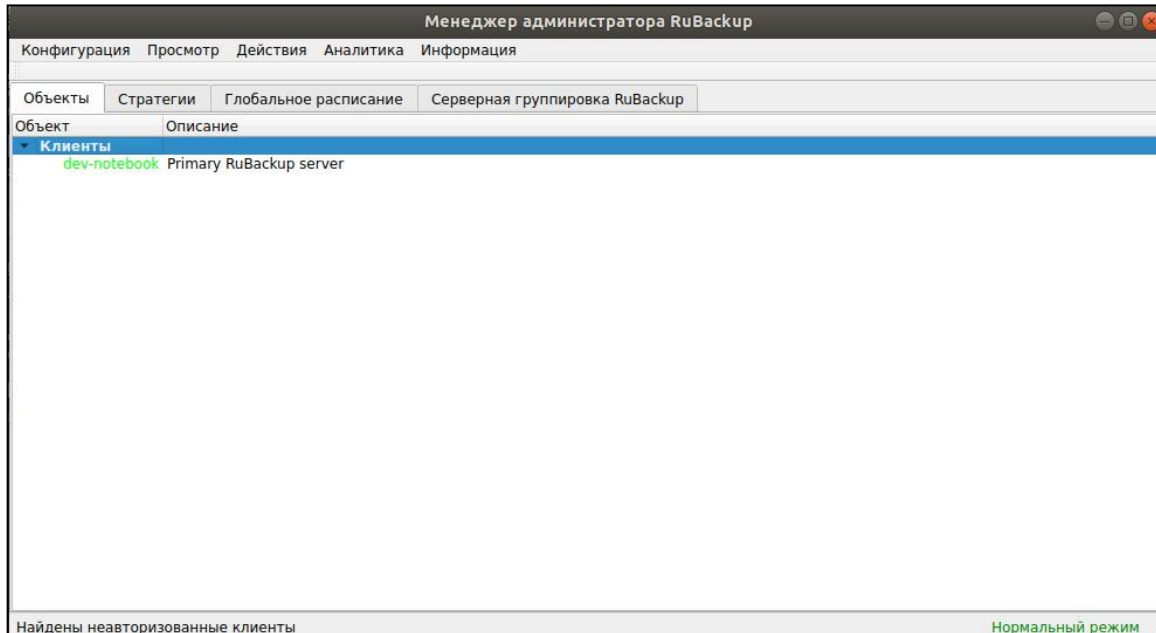 Менеджер администратора RuBackup
Конфигурация Просмотр Действия Аналитика Информация
Объекты Стратегии Глобальное расписание Серверная группировка RuBackup
Объект Описание
Клиенты
dev-notebook Primary RuBackup server
Найдены неавторизованные клиенты Нормальный режим